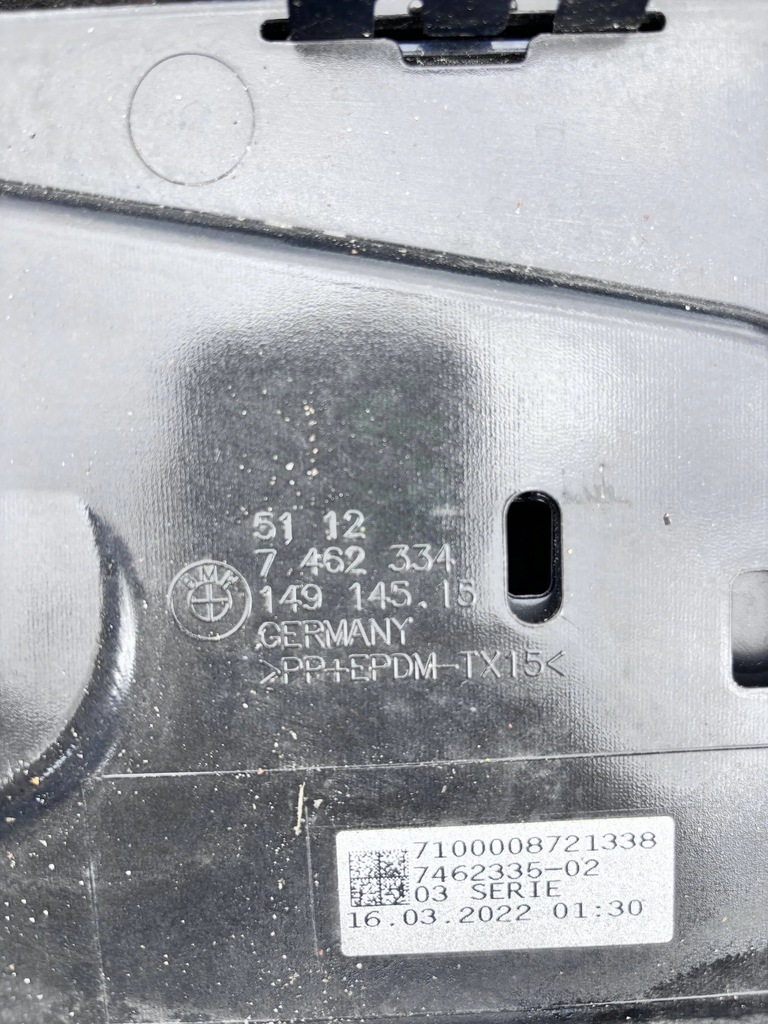 51 12
7 462 334
BMW
149 145.15
GERMANY
>PP+EPDM-TX15<
7100008721338
7462335-02
03 SERIE
16.03.2022 01:30